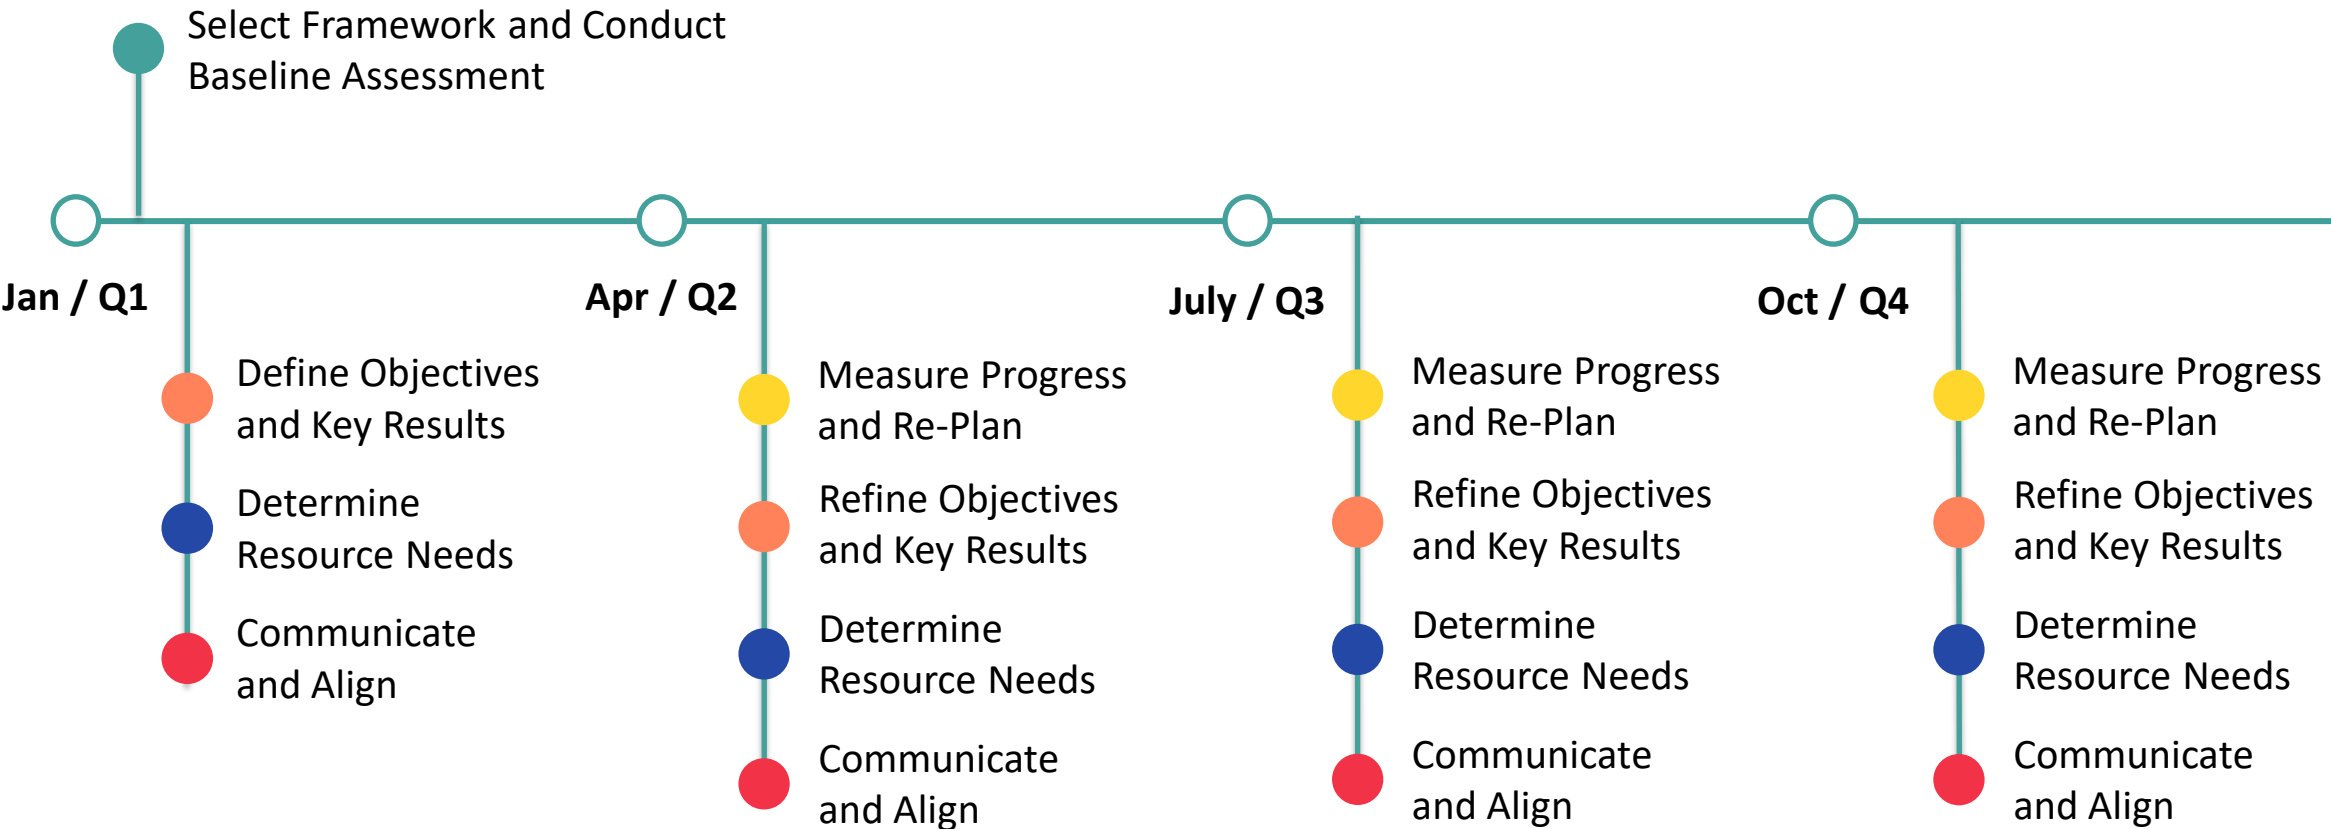 Select Framework and Conduct
Baseline Assessment
Jan / Q1
Define Objectives
and Key Results
Determine
Resource Needs
Communicate
and Align
Apr / Q2
Measure Progress
and Re-Plan
Refine Objectives
and Key Results
Determine
Resource Needs
Communicate
and Align
July / Q3
Measure Progress
and Re-Plan
Refine Objectives
and Key Results
Determine
Resource Needs
Communicate
and Align
Oct / Q4
Measure Progress
and Re-Plan
Refine Objectives
and Key Results
Determine
Resource Needs
Communicate
and Align